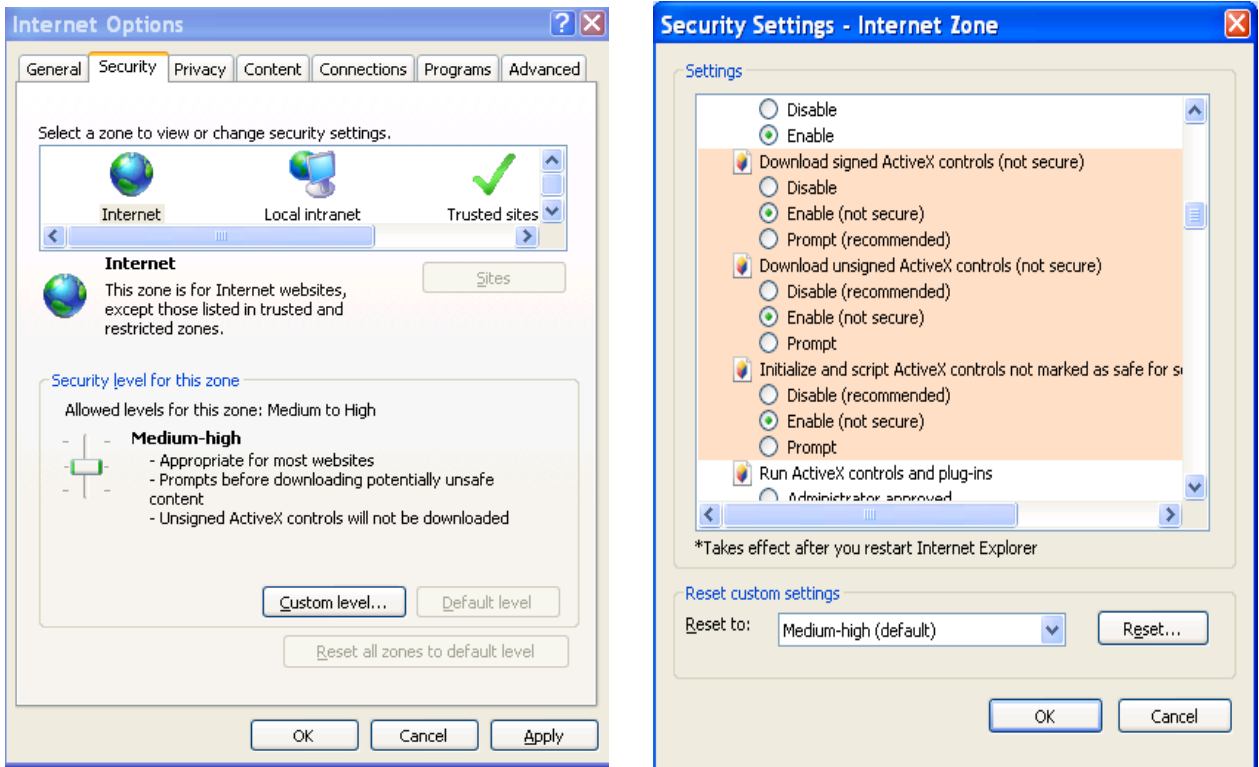 Internet Options
General Security Privacy Content Connections Programs Advanced
Select a zone to view or change security settings.
Internet Local intranet Trusted sites
Internet
Sites
This zone is for Internet websites,
except those listed in trusted and
restricted zones.
Security level for this zone
Allowed levels for this zone: Medium to High
Medium-high
- Appropriate for most websites
- Prompts before downloading potentially unsafe
content
- Unsigned ActiveX controls will not be downloaded
Custom level... Default level
Reset all zones to default level
OK Cancel Apply
Security Settings - Internet Zone
Settings
Disable
Enable
Download signed ActiveX controls (not secure)
Disable
Enable (not secure)
Prompt (recommended)
Download unsigned ActiveX controls (not secure)
Disable (recommended)
Enable (not secure)
Prompt
Initialize and script ActiveX controls not marked as safe for
Disable (recommended)
Enable (not secure)
Prompt
Run ActiveX controls and plug-ins
Administrator approved
*Takes effect after you restart Internet Explorer
Reset custom settings
Reset to: Medium-high (default) Reset...
OK Cancel